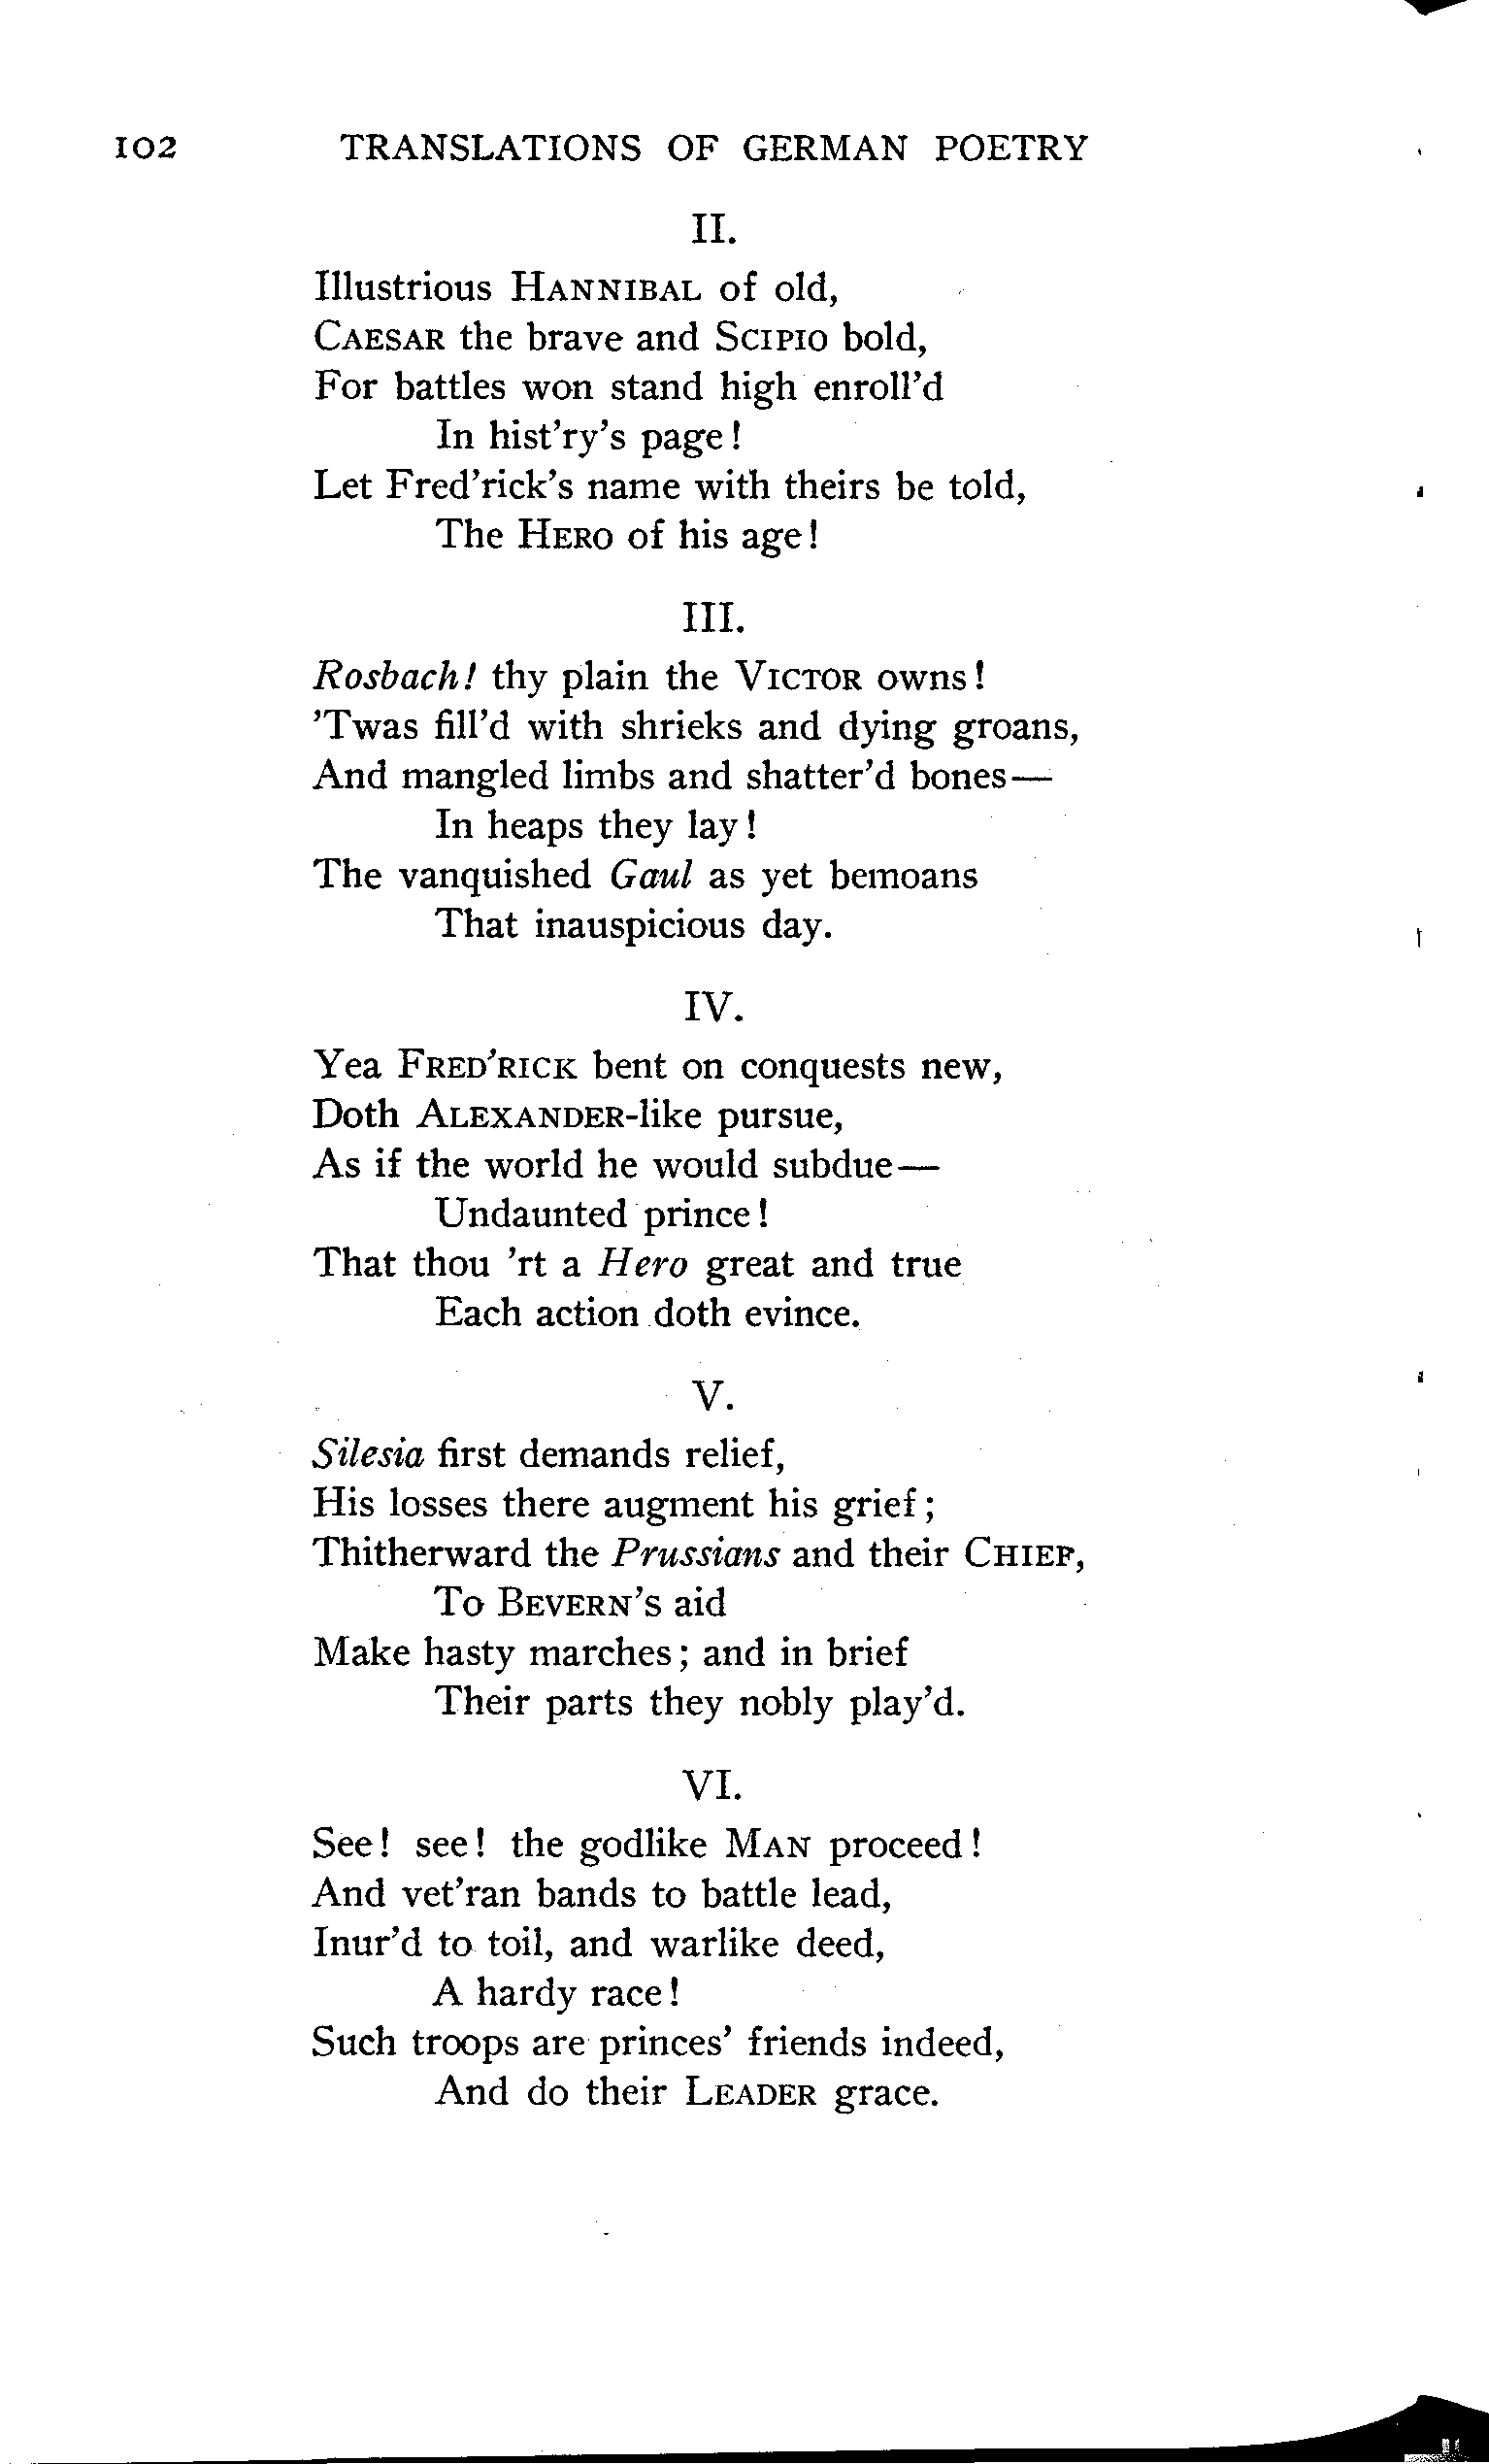 102 TRANSLATIONS OF GERMAN POETRY
II.
Illustrious HANNIBAL of old,
CAESAR the brave and SCIPIO bold,
For battles won stand high enroll'd
In hist'ry's page!
Let Fred'rick's name with theirs be told,
The HERO of his age!
III.
Rosbach! thy plain the VICTOR owns!
'Twas fill'd with shrieks and dying groans,
And mangled limbs and shatter'd bones—
In heaps they lay!
The vanquished Gaul as yet bemoans
That inauspicious day.
IV.
Yea FRED'RICK bent on conquests new,
Doth ALEXANDER-like pursue,
As if the world he would subdue—
Undaunted prince!
That thou 'rt a Hero great and true
Each action doth evince.
V.
Silesia first demands relief,
His losses there augment his grief;
Thitherward the Prussians and their CHIEF,
To BEVERN'S aid
Make hasty marches; and in brief
Their parts they nobly play'd.
VI.
See! see! the godlike MAN proceed!
And vet'ran bands to battle lead,
Inur'd to toil, and warlike deed,
A hardy race!
Such troops are princes' friends indeed,
And do their LEADER grace.